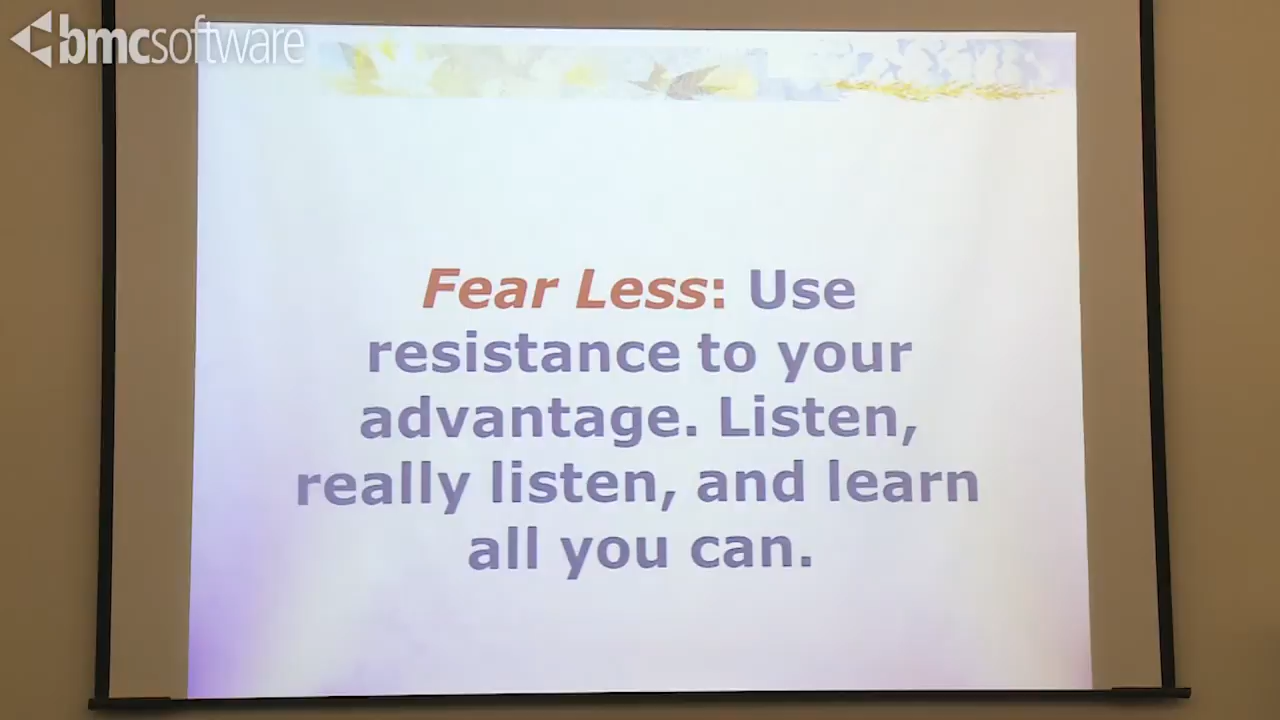 bmcsoftware
Fear Less: Use
resistance to your
advantage. Listen,
really listen, and learn
all you can.